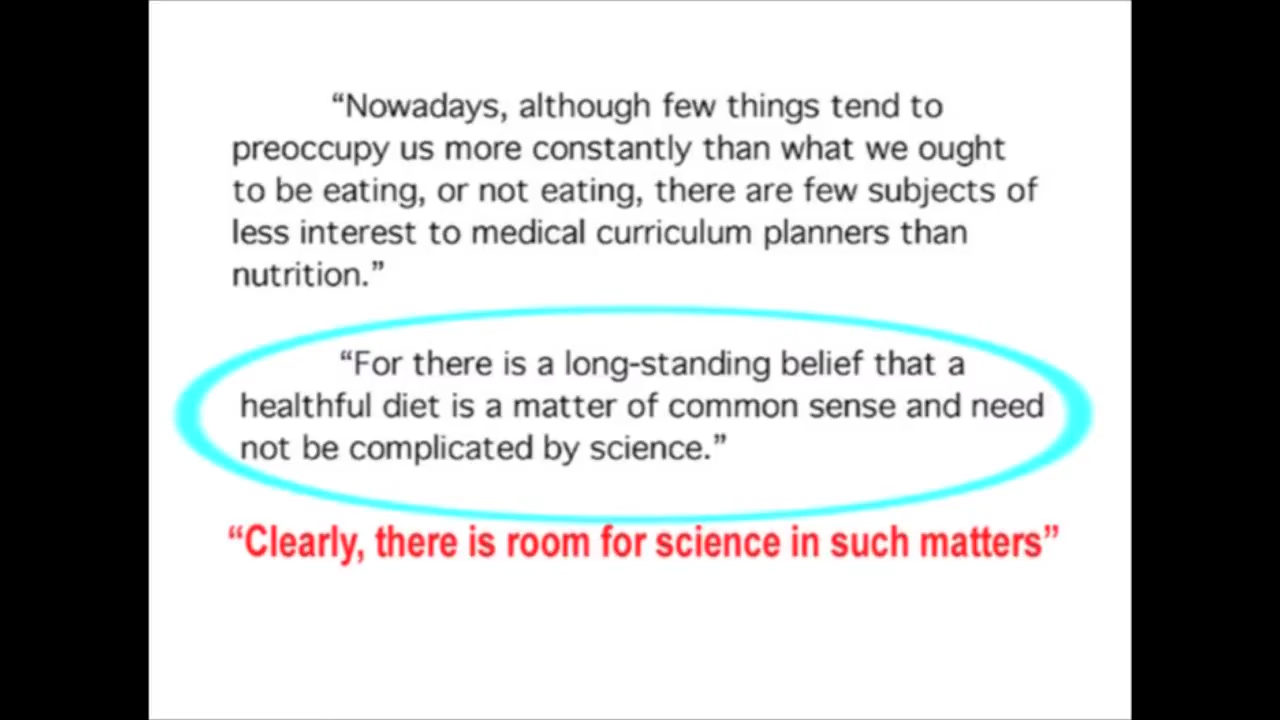 “Nowadays, although few things tend to
preoccupy us more constantly than what we ought
to be eating, or not eating, there are few subjects of
less interest to medical curriculum planners than
nutrition.”
“For there is a long-standing belief that a
healthful diet is a matter of common sense and need
not be complicated by science.”
“Clearly, there is room for science in such matters”